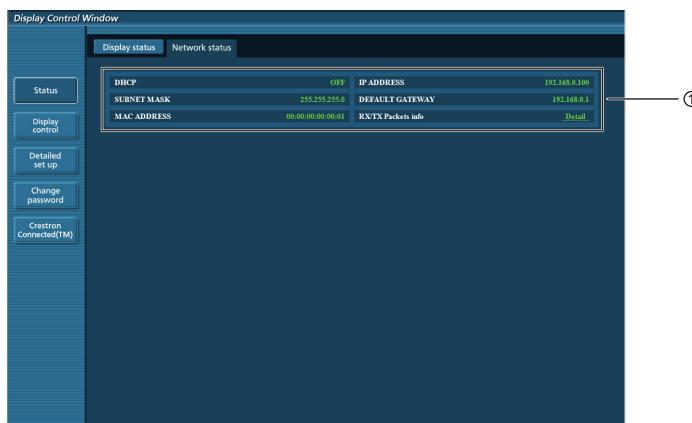 Display Control Window
Display status Network status
DHCP OFF IP ADDRESS 192.168.0.100
SUBNET MASK 255.255.255.0 DEFAULT GATEWAY 192.168.0.1
MAC ADDRESS 00:00:00:00:00:01 RX/TX Packets info Detail
①
Status
Display
control
Detailed
set up
Change
password
Crestron
Connected(TM)